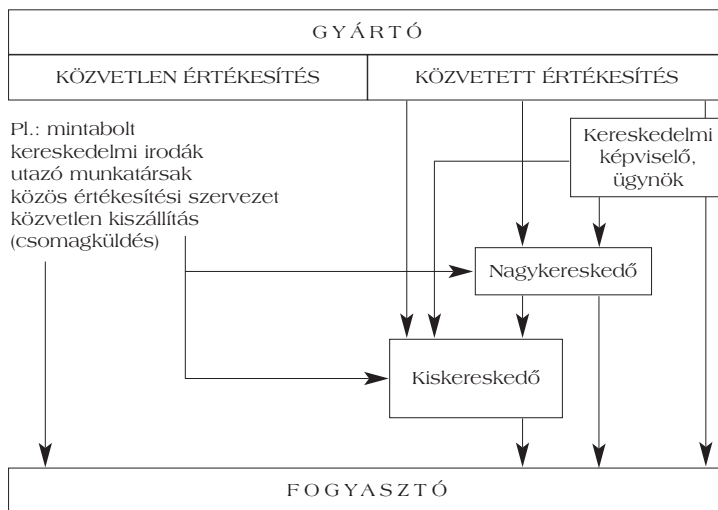 GYÁRTÓ
KÖZVETLEN ÉRTÉKESÍTÉS
KÖZVETETT ÉRTÉKESÍTÉS
Pl.: mintabolt
kereskedelmi irodák
utazó munkatársak
közös értékesítési szervezet
közvetlen kiszállítás
(csomagküldés)
Kereskedelmi
képviselő,
ügynök
Nagykereskedő
Kiskereskedő
FOGYASZTÓ